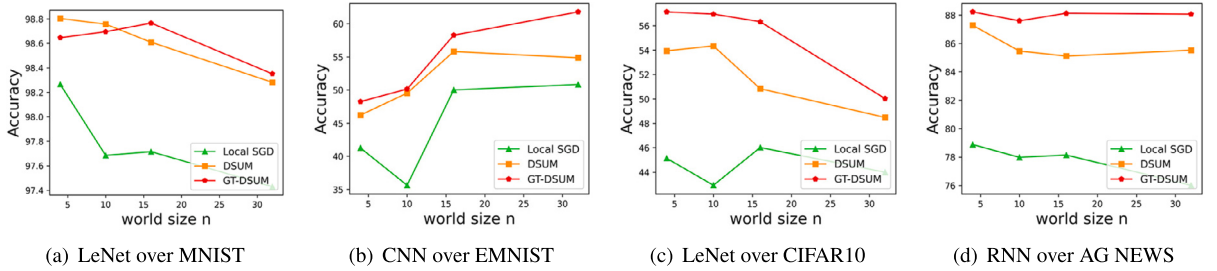 98.8
98.6
98.4
98.2
98.0
97.8
97.6
97.4
Accuracy
5 10 15 20 25 30
world size n
Local SGD
DSUM
GT-DSUM
(a) LeNet over MNIST
60
55
50
45
40
35
Accuracy
5 10 15 20 25 30
world size n
Local SGD
DSUM
GT-DSUM
(b) CNN over EMNIST
56
54
52
50
48
46
44
Accuracy
5 10 15 20 25 30
world size n
Local SGD
DSUM
GT-DSUM
(c) LeNet over CIFAR10
88
86
84
82
80
78
76
Accuracy
5 10 15 20 25 30
world size n
Local SGD
DSUM
GT-DSUM
(d) RNN over AG NEWS